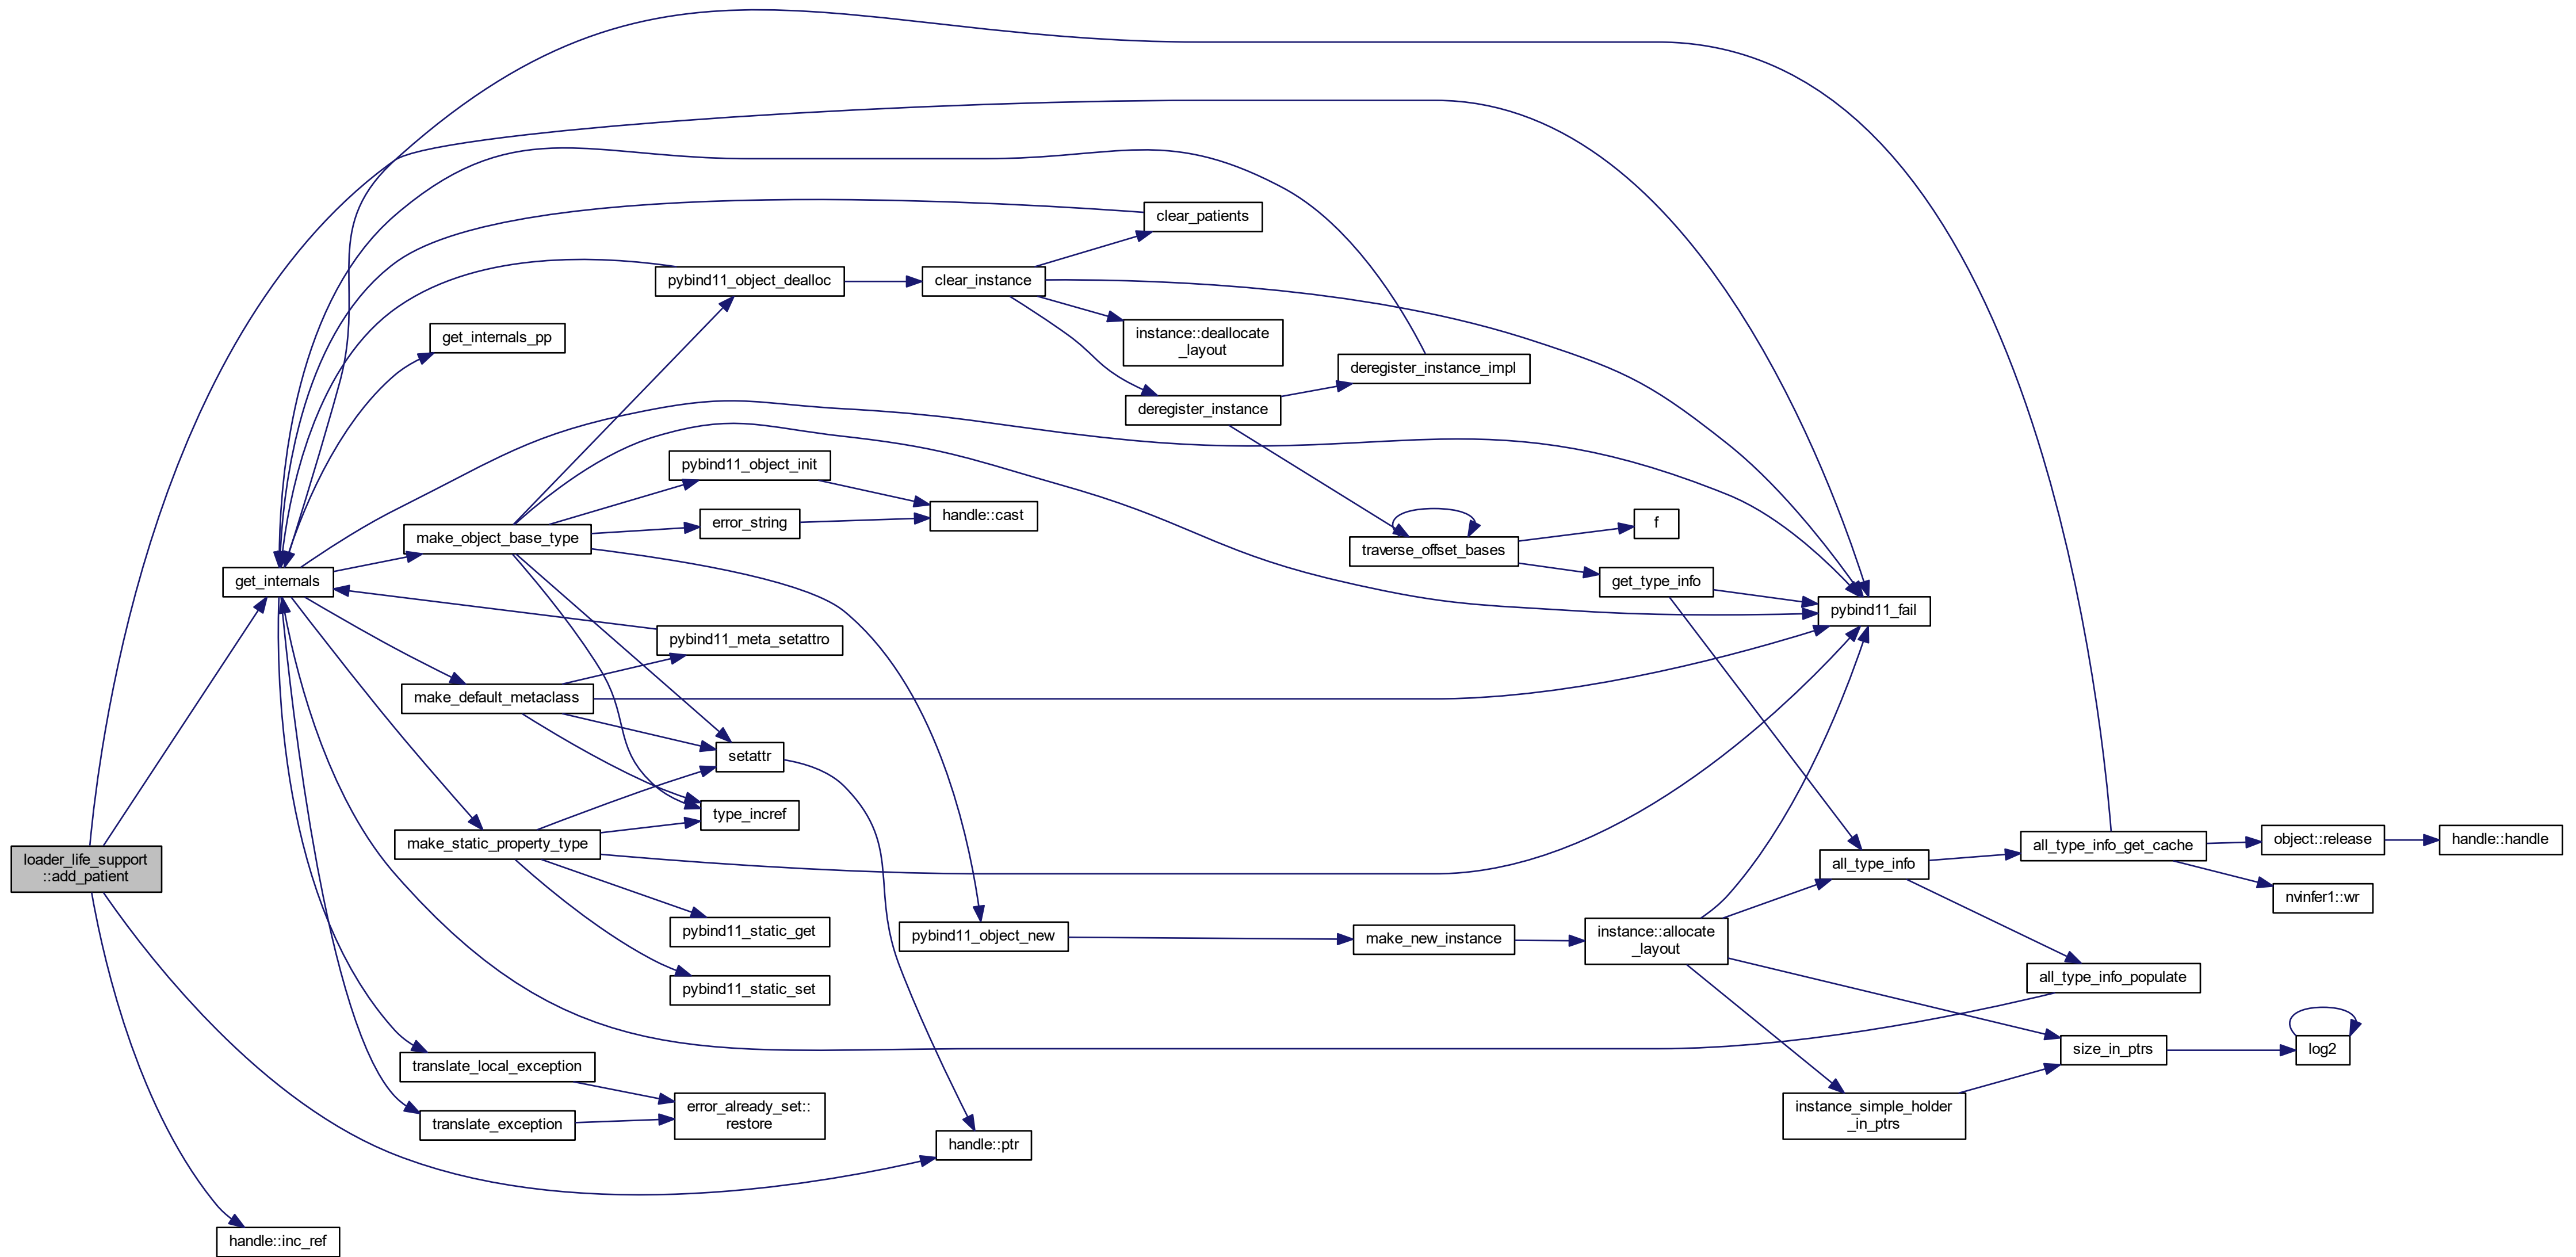 clear_patients
pybind11_object_dealloc
clear_instance
get_internals_pp
instance::deallocate
_layout
deregister_instance_impl
deregister_instance
pybind11_object_init
error_string
handle::cast
make_object_base_type
f
traverse_offset_bases
get_internals
get_type_info
pybind11_fail
pybind11_meta_setattro
make_default_metaclass
setattr
type_incref
make_static_property_type
loader_life_support
::add_patient
all_type_info
all_type_info_get_cache
object::release
handle::handle
nvinfer1::wr
pybind11_static_get
pybind11_object_new
make_new_instance
instance::allocate
_layout
all_type_info_populate
pybind11_static_set
size_in_ptrs
log2
translate_local_exception
error_already_set::
restore
translate_exception
instance_simple_holder
_in_ptrs
handle::ptr
handle::inc_ref